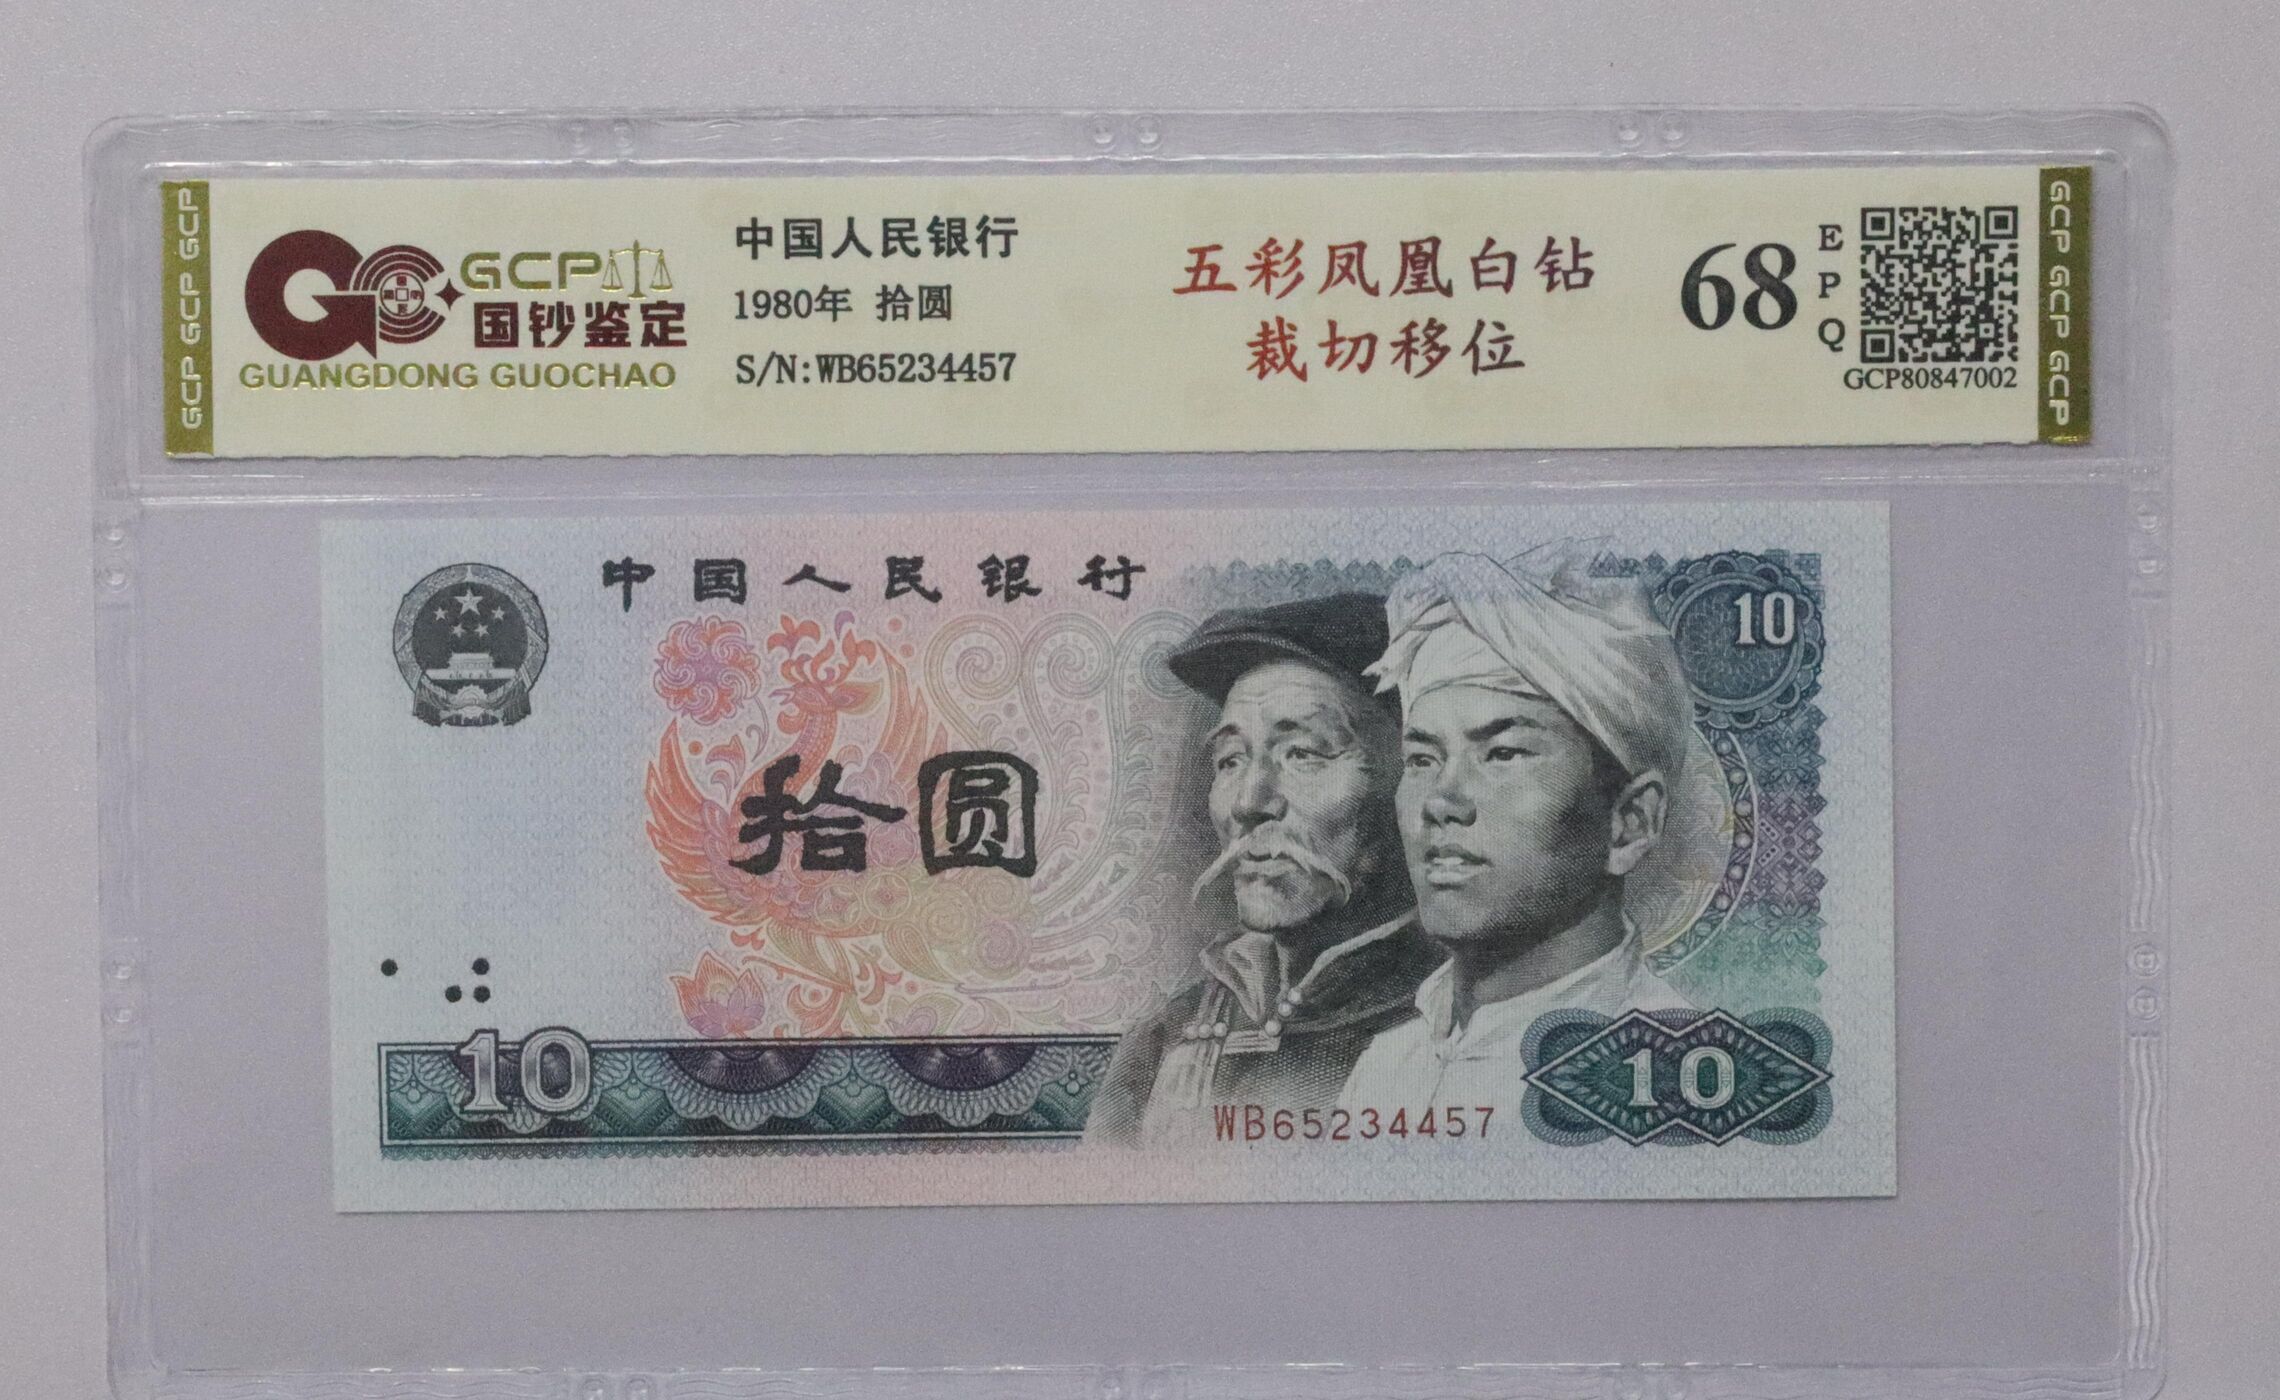 GCP GCP GCP
GCP
国钞鉴定
GUANGDONG GUOCHAO
中国人民银行
1980年 拾圆
S/N:WB65234457
五彩凤凰白钻
裁切移位
68
E
P
Q
GCP80847002
GCP GCP GCP
中国人民银行
10
拾圆
10
WB65234457
10